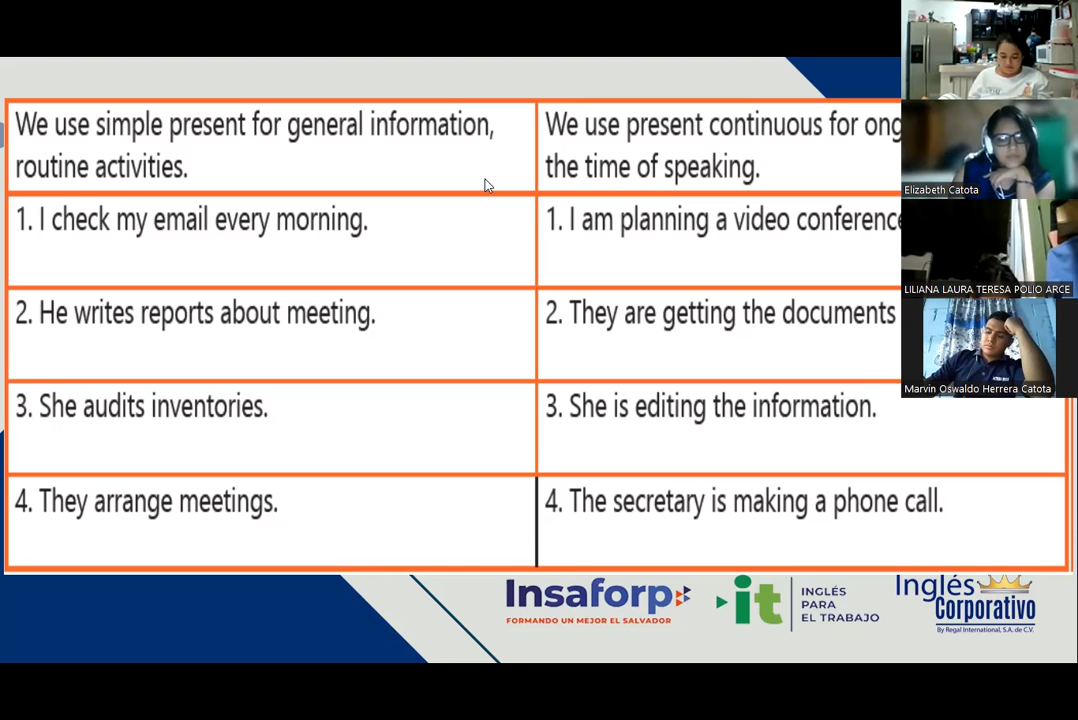 We use simple present for general information,
routine activities.
We use present continuous for
the time of speaking.
1. I check my email every morning.
1. I am planning a video conference
2. He writes reports about meeting.
2. They are getting the documents
3. She audits inventories.
3. She is editing the information.
4. They arrange meetings.
4. The secretary is making a phone call.
Elizabeth Catota
LILIANA LAURA TERESA POLIO ARCE
Marvin Oswaldo Herrera Catota
Insaforp
FORMANDO UN MEJOR EL SALVADOR
it
INGLÉS
PARA
EL TRABAJO
Inglés
Corporativo
By Regal International, S.A. de C.V.